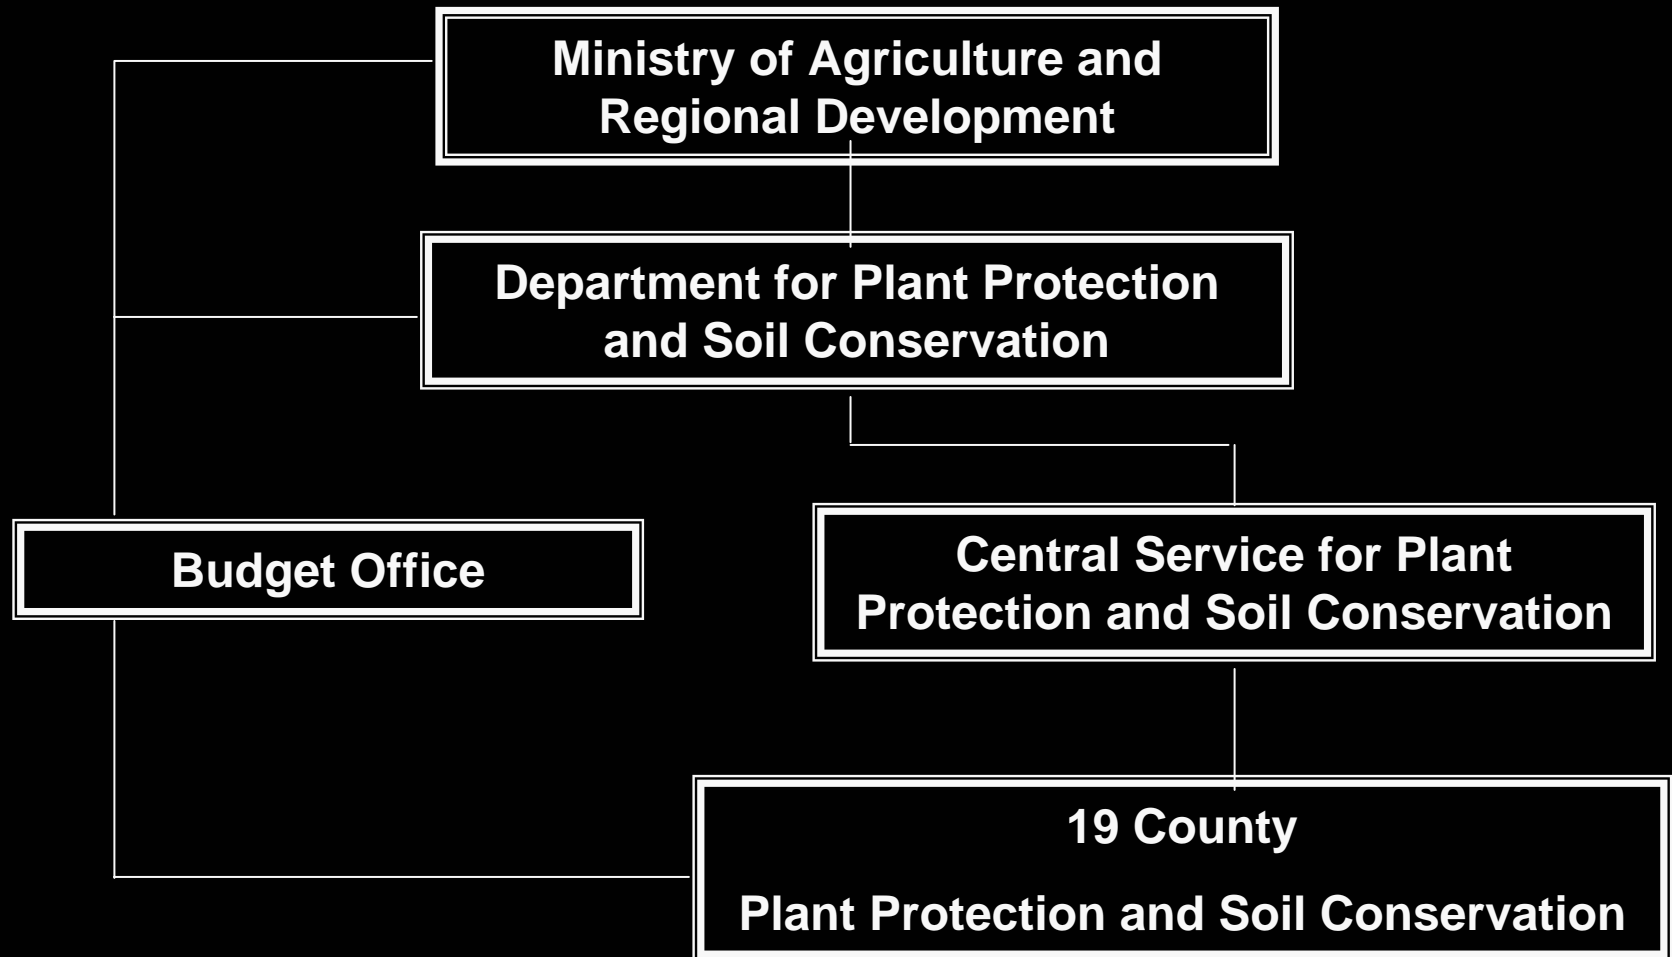 Ministry of Agriculture and
Regional Development
Department for Plant Protection
and Soil Conservation
Budget Office
Central Service for Plant
Protection and Soil Conservation
19 County
Plant Protection and Soil Conservation